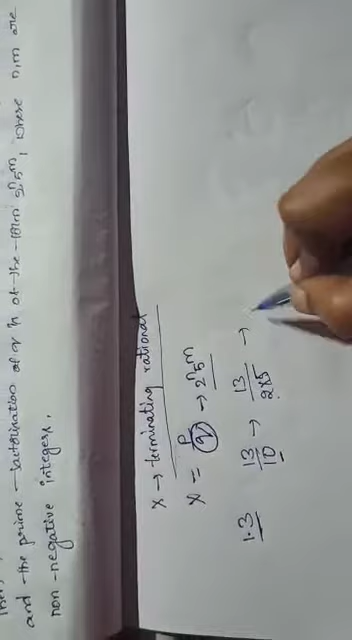 and the prime factorization of q is of the form 2ⁿ5ᵐ, where n,m are
non-negative integers.
x → terminating rational
x = p/q → 2ⁿ5ᵐ
1.3 13/10 → 13/2×5 →